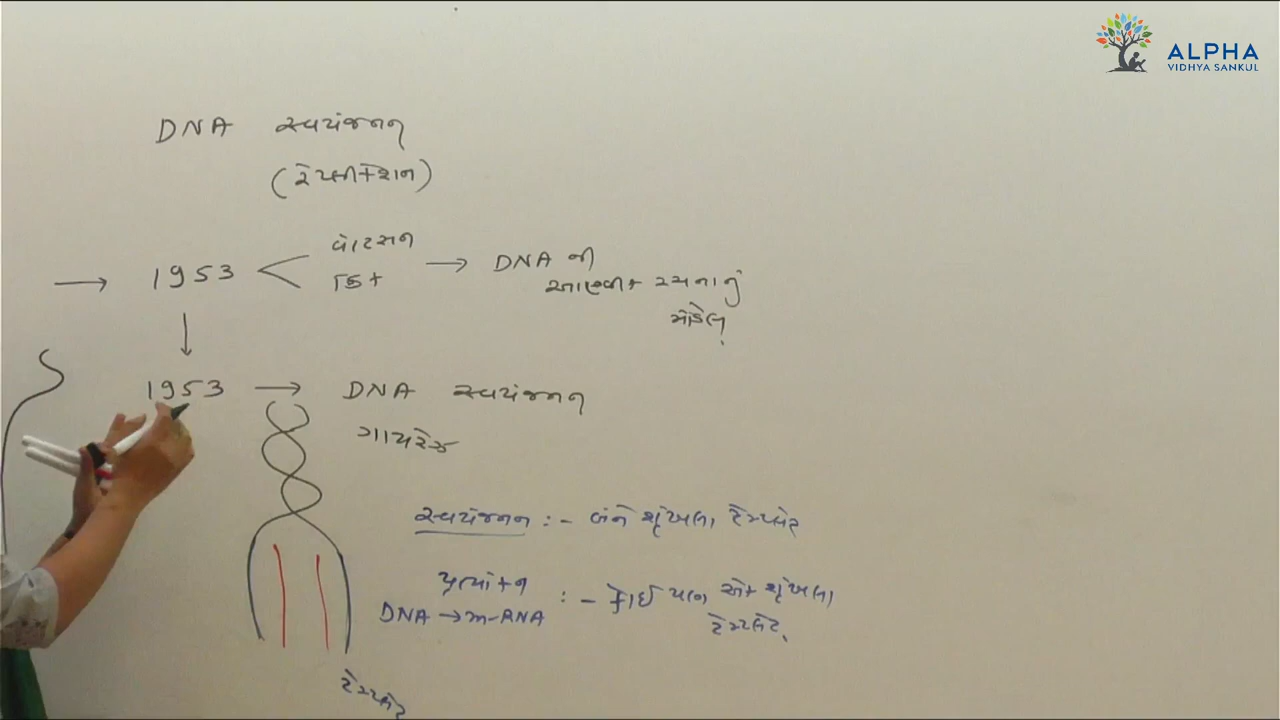 ALPHA
VIDHYA SANKUL
DNA સ્વયંજનન
(રેપ્લીકેશન)
→ 1953 વોટસન ક્રિક → DNA ની
આણ્વીક રચનાનું
મોડેલ
1953 → DNA સ્વયંજનન
ગાયરેઝ
સ્વયંજનન :- બંને શૃંખલા ટેમ્પ્લેટ
પ્રત્યાંકન
DNA → m-RNA :- કોઈ પણ એક શૃંખલા
ટેમ્પ્લેટ
ટેમ્પ્લેટ